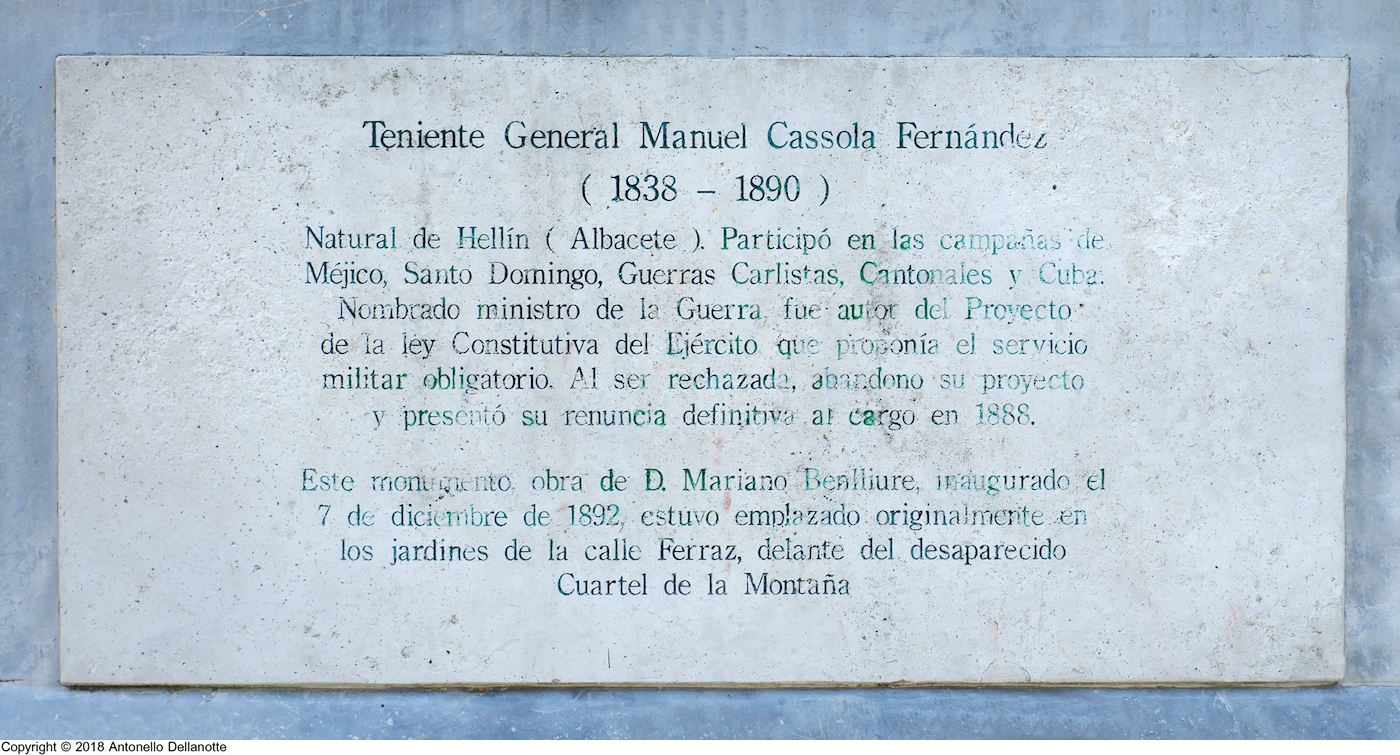 Teniente General Manuel Cassola Fernández
( 1838 – 1890 )
Natural de Hellín ( Albacete ). Participó en las campañas de
Méjico, Santo Domingo, Guerras Carlistas, Cantonales y Cuba.
Nombrado ministro de la Guerra, fue autor del Proyecto
de la ley Constitutiva del Ejército que proponía el servicio
militar obligatorio. Al ser rechazada, abandono su proyecto
y presentó su renuncia definitiva al cargo en 1888.
Este monumento, obra de D. Mariano Benlliure, inaugurado el
7 de diciembre de 1892, estuvo emplazado originalmente en
los jardines de la calle Ferraz, delante del desaparecido
Cuartel de la Montaña
Copyright © 2018 Antonello Dellanotte